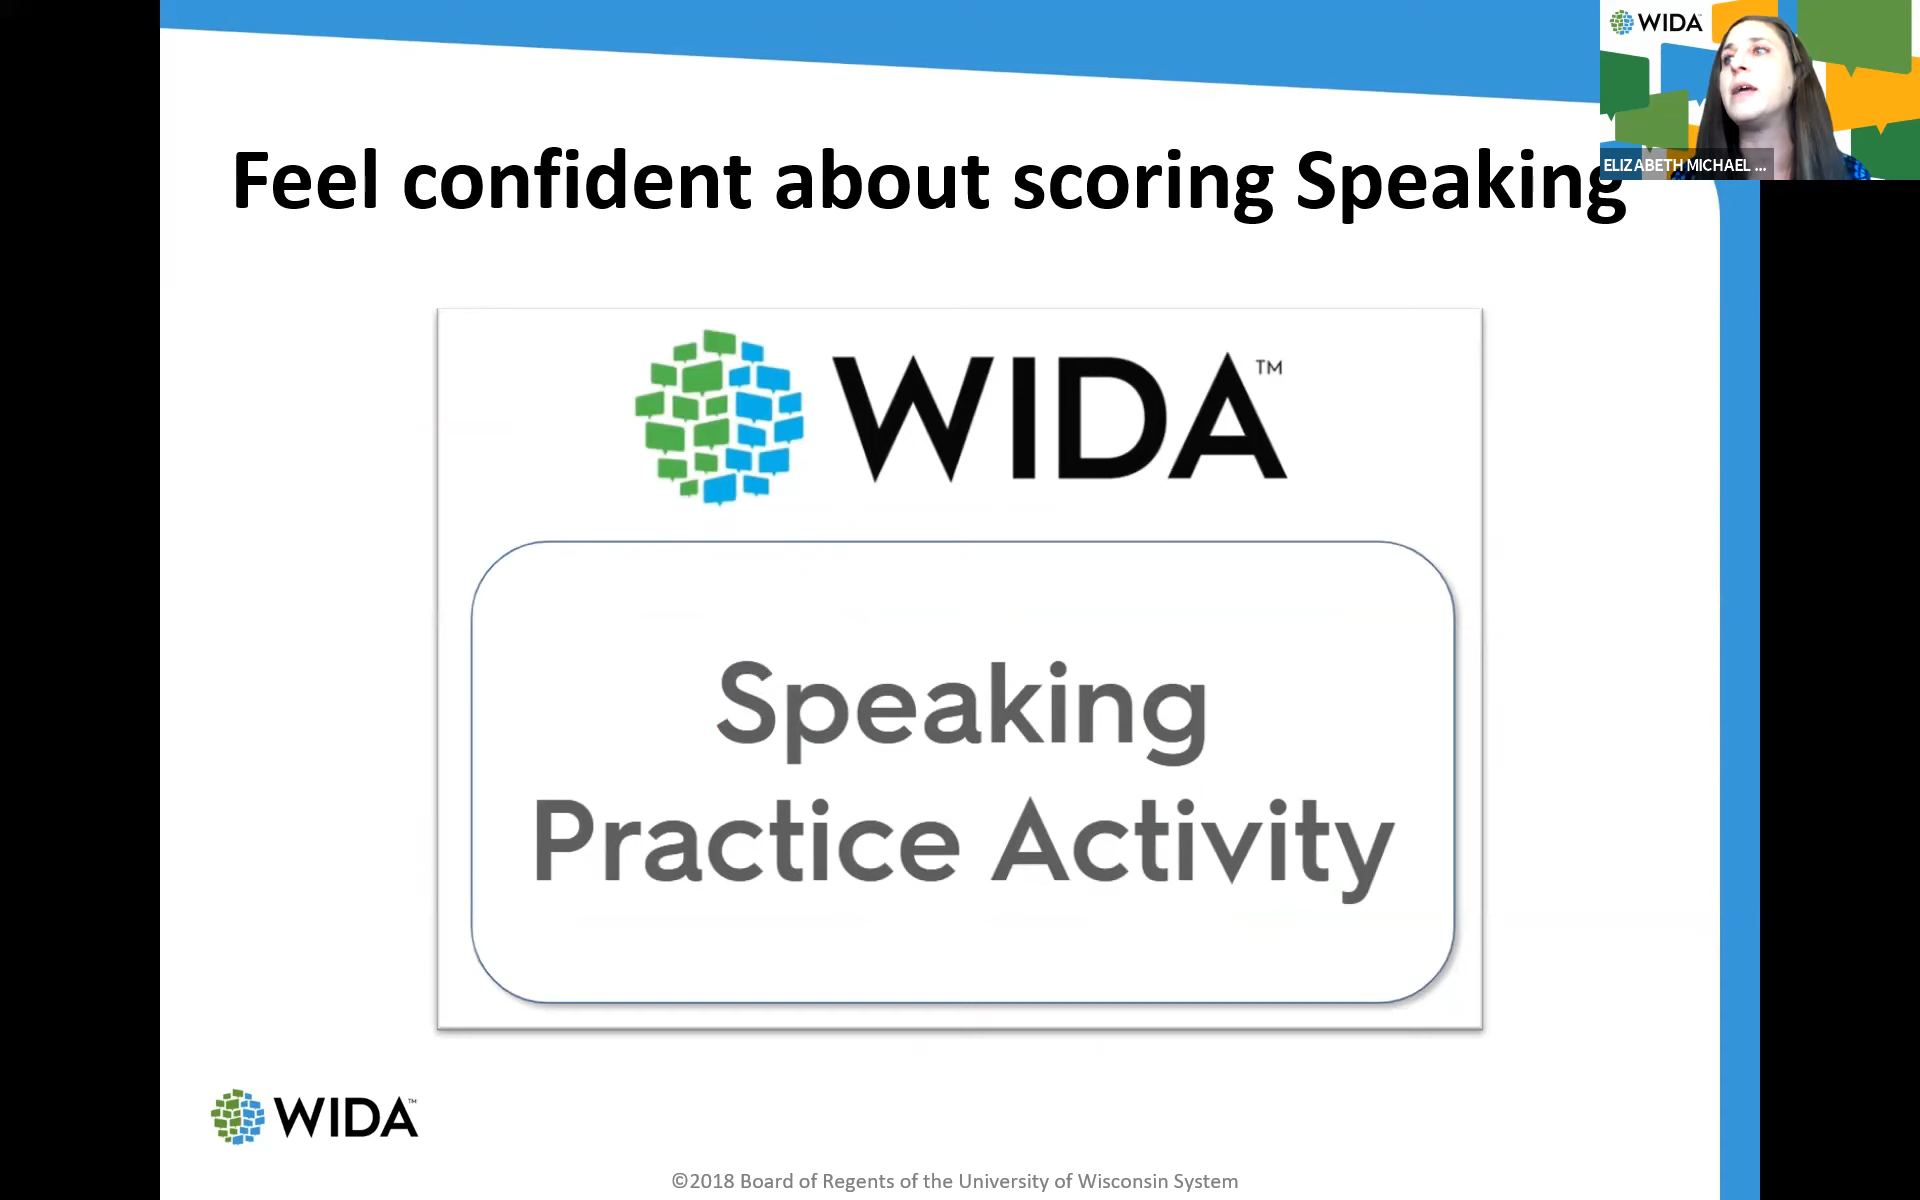 WIDA
ELIZABETH MICHAEL ...
Feel confident about scoring Speaking
WIDA™
Speaking
Practice Activity
WIDA™
©2018 Board of Regents of the University of Wisconsin System